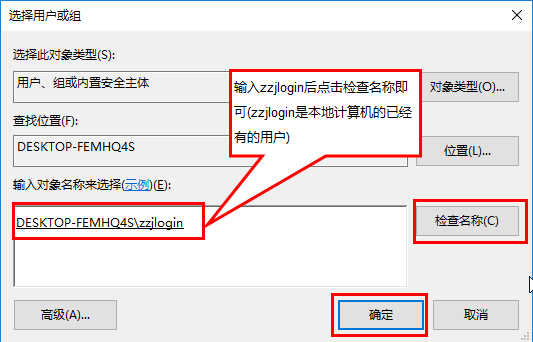 选择用户或组
选择此对象类型(S):
用户、组或内置安全主体
对象类型(O)...
查找位置(F):
DESKTOP-FEMHQ4S
位置(L)...
输入zzjlogin后点击检查名称即
可(zzjlogin是本地计算机的已经
有的用户)
输入对象名称来选择(示例)(E):
DESKTOP-FEMHQ4S\zzjlogin
检查名称(C)
高级(A)...
确定
取消